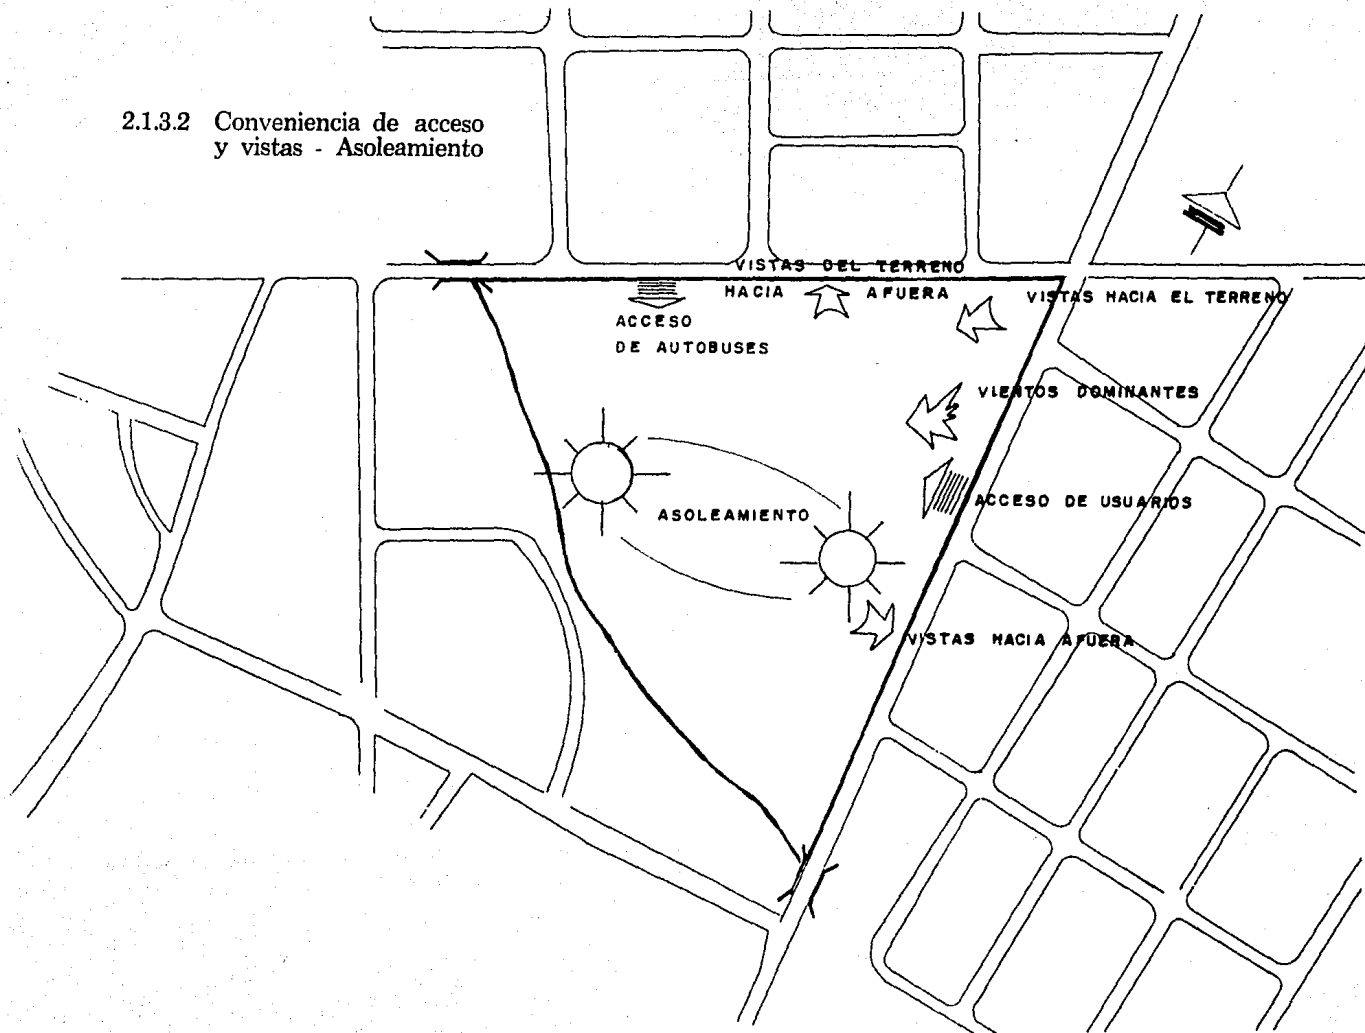 2.1.3.2 Conveniencia de acceso
y vistas - Asoleamiento
VISTAS DEL TERRENO
HACIA AFUERA
VISTAS HACIA EL TERRENO
ACCESO
DE AUTOBUSES
VIENTOS DOMINANTES
ACCESO DE USUARIOS
ASOLEAMIENTO
VISTAS HACIA AFUERA